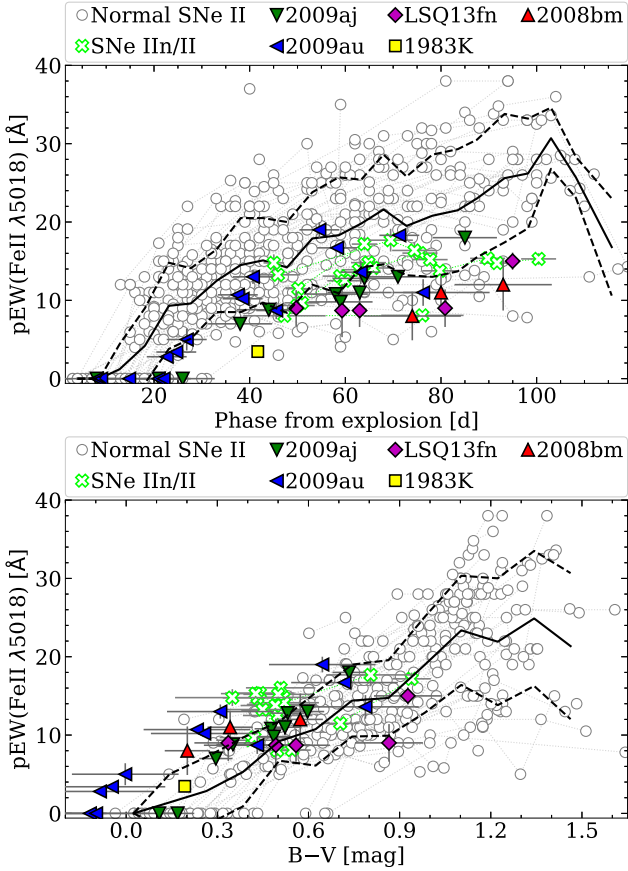 Normal SNe II 2009aj LSQ13fn 2008bm
SNe IIn/II 2009au 1983K
40
30
20
10
0
pEW(FeII λ5018) [Å]
20 40 60 80 100
Phase from explosion [d]
Normal SNe II 2009aj LSQ13fn 2008bm
SNe IIn/II 2009au 1983K
40
30
20
10
0
pEW(FeII λ5018) [Å]
0.0 0.3 0.6 0.9 1.2 1.5
B−V [mag]